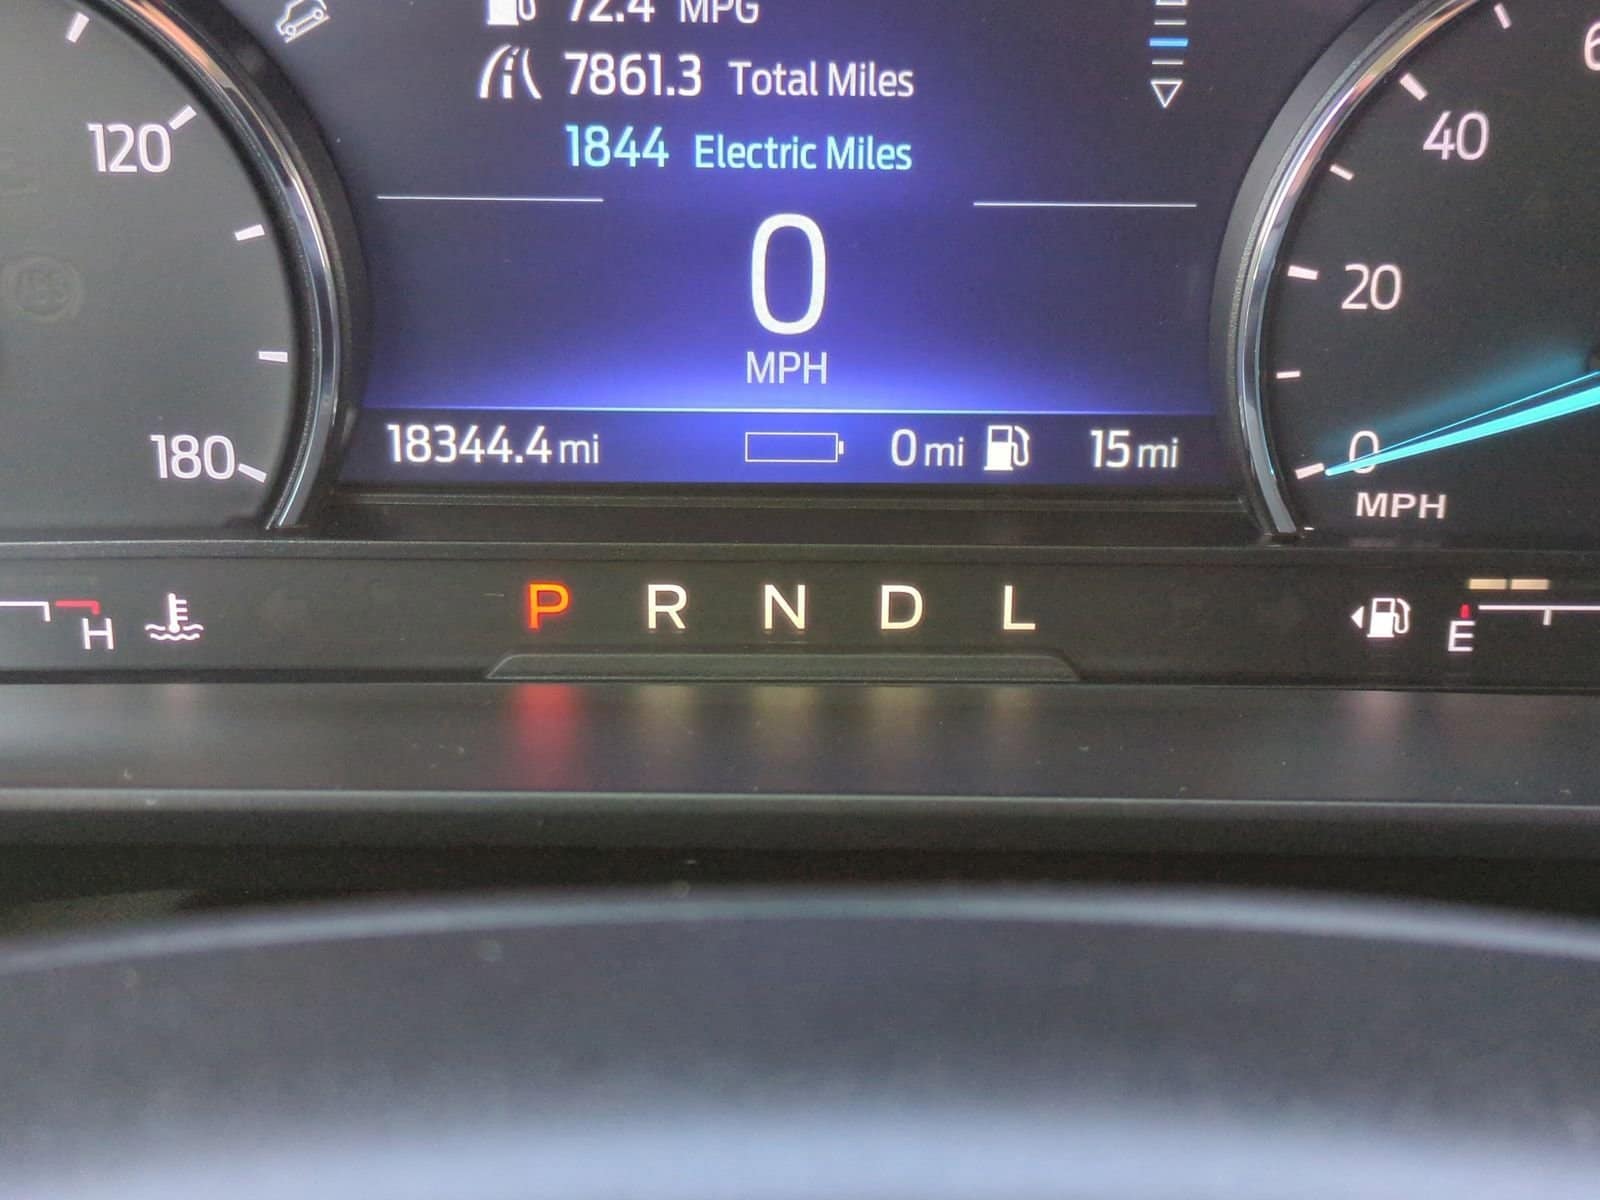 72.4 MPG
7861.3 Total Miles
1844 Electric Miles
120
40
20
0
MPH
180
18344.4 mi
0 mi
15 mi
0
MPH
H
P R N D L
E